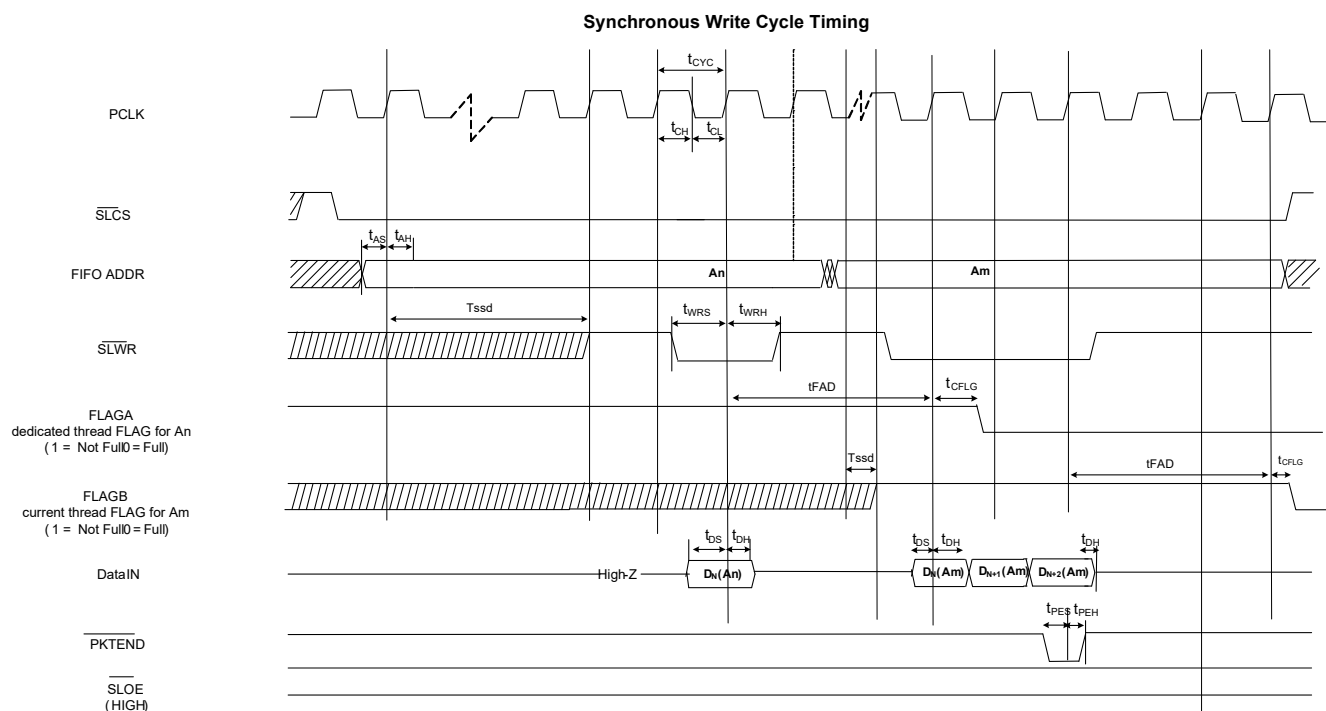 Synchronous Write Cycle Timing
tCYC
PCLK
tCH
tCL
SLCS
tAS
tAH
FIFO ADDR
An
Am
Tssd
tWRS
tWRH
SLWR
tFAD
tCFLG
FLAGA
dedicated thread FLAG for An
( 1 = Not Full0 = Full)
Tssd
tFAD
tCFLG
FLAGB
current thread FLAG for Am
( 1 = Not Full0 = Full)
tDS
tDH
tDS
tDH
tDH
DataIN
High-Z
DN(An)
DN(Am)
DN+1(Am)
DN+2(Am)
tPES
tPEH
PKTEND
SLOE
(HIGH)